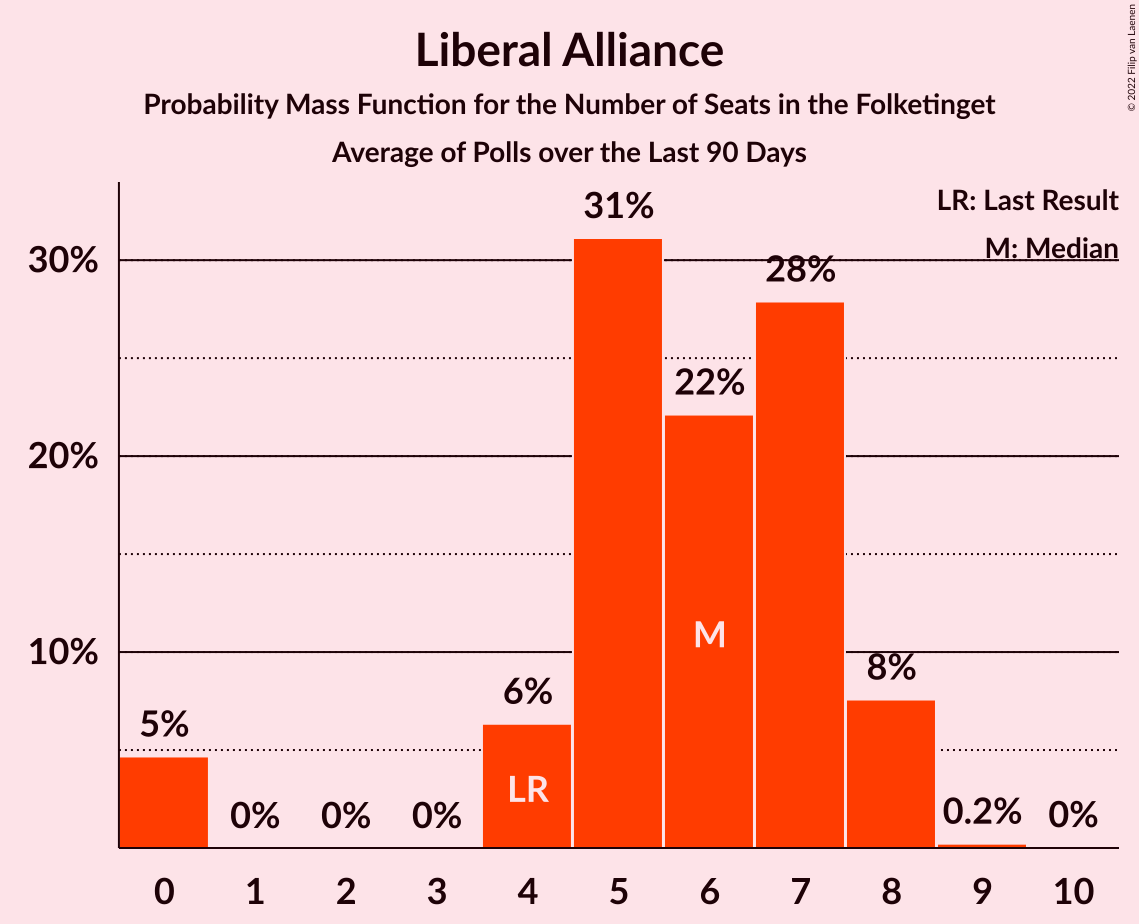 Liberal Alliance
Probability Mass Function for the Number of Seats in the Folketinget
Average of Polls over the Last 90 Days
© 2022 Filip van Laenen
LR: Last Result
M: Median
30%
20%
10%
5%
0%
0%
0%
6%
31%
22%
28%
8%
0.2%
0%
LR
M
0 1 2 3 4 5 6 7 8 9 10